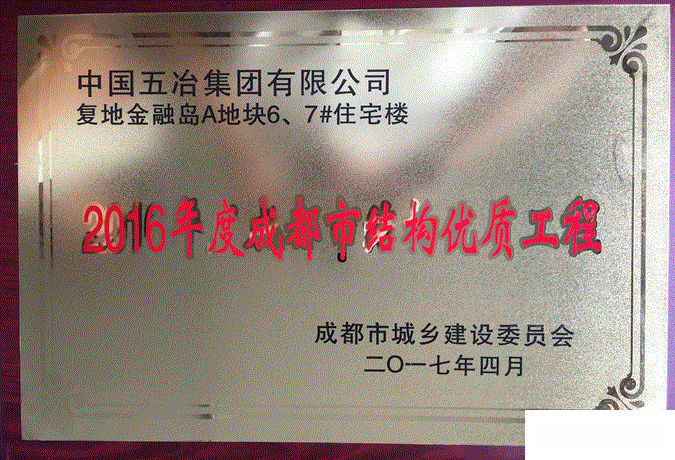 中国五冶集团有限公司
复地金融岛A地块6、7#住宅楼
2016年度成都市结构优质工程
成都市城乡建设委员会
二〇一七年四月